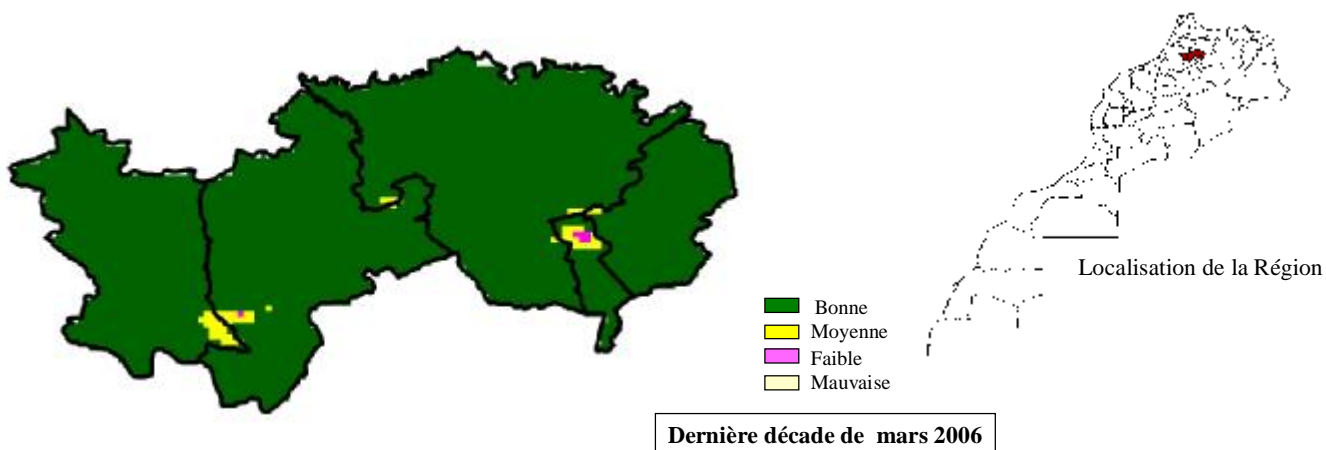 Localisation de la Région
Bonne
Moyenne
Faible
Mauvaise
Dernière décade de mars 2006